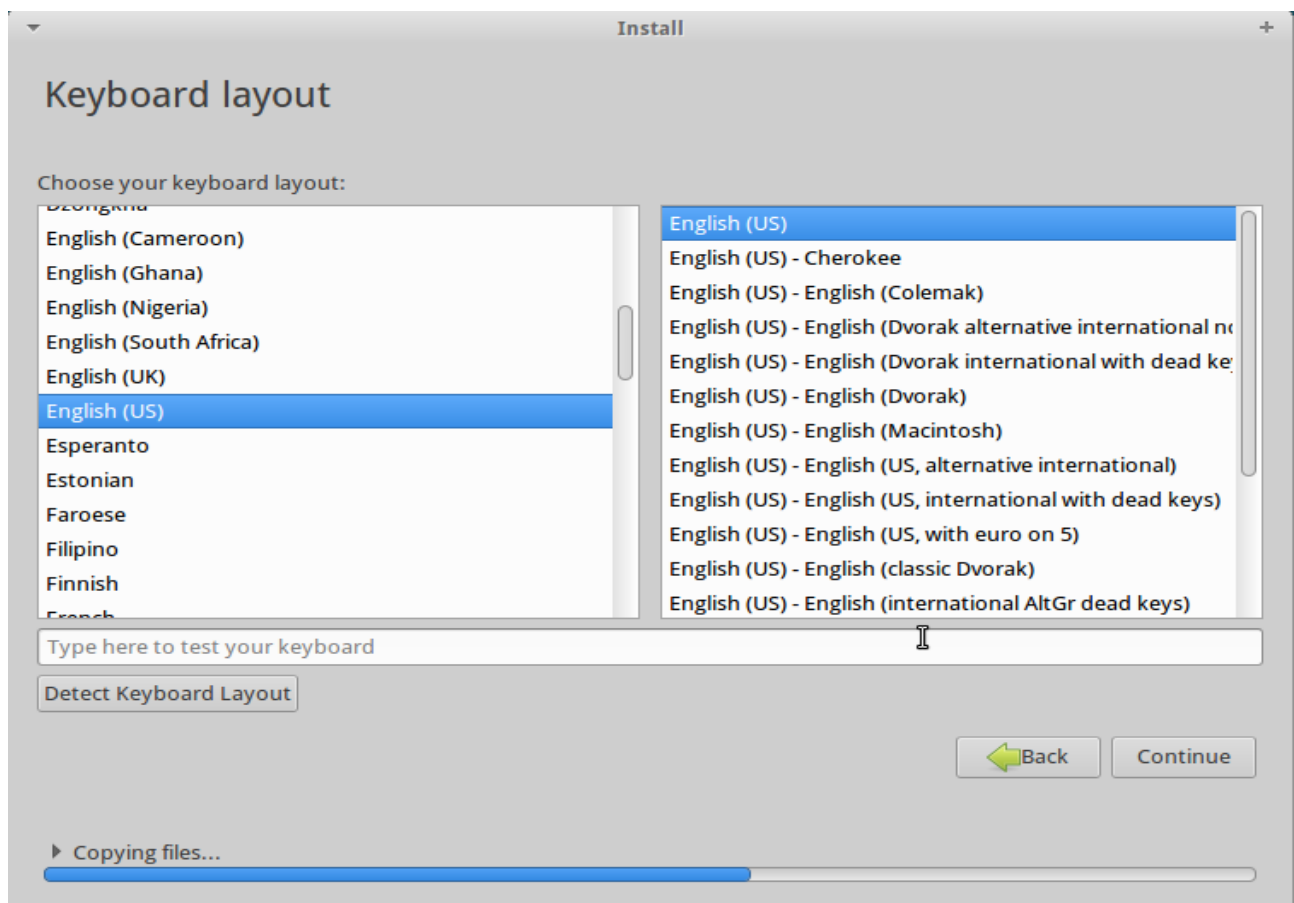 Install
Keyboard layout
Choose your keyboard layout:
Dzongkha
English (Cameroon)
English (Ghana)
English (Nigeria)
English (South Africa)
English (UK)
English (US)
Esperanto
Estonian
Faroese
Filipino
Finnish
French
English (US)
English (US) - Cherokee
English (US) - English (Colemak)
English (US) - English (Dvorak alternative international no
English (US) - English (Dvorak international with dead key
English (US) - English (Dvorak)
English (US) - English (Macintosh)
English (US) - English (US, alternative international)
English (US) - English (US, international with dead keys)
English (US) - English (US, with euro on 5)
English (US) - English (classic Dvorak)
English (US) - English (international AltGr dead keys)
Type here to test your keyboard
Detect Keyboard Layout
Back
Continue
Copying files...